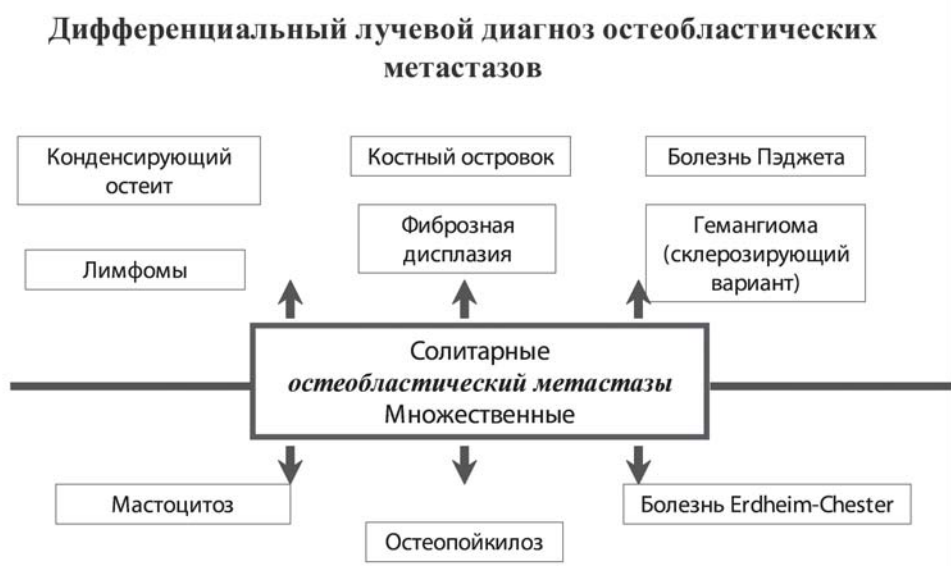 Дифференциальный лучевой диагноз остеобластических
метастазов
Конденсирующий
остеит
Костный островок
Болезнь Пэджета
Лимфомы
Фиброзная
дисплазия
Гемангиома
(склерозирующий
вариант)
Солитарные
остеобластический метастазы
Множественные
Мастоцитоз
Остеопойкилоз
Болезнь Erdheim-Chester